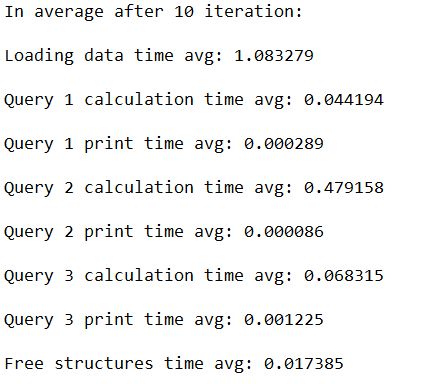 In average after 10 iteration:
Loading data time avg: 1.083279
Query 1 calculation time avg: 0.044194
Query 1 print time avg: 0.000289
Query 2 calculation time avg: 0.479158
Query 2 print time avg: 0.000086
Query 3 calculation time avg: 0.068315
Query 3 print time avg: 0.001225
Free structures time avg: 0.017385